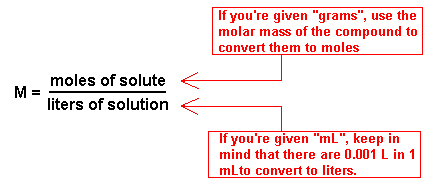 If you're given "grams", use the
molar mass of the compound to
convert them to moles
M = moles of solute
liters of solution
If you're given "mL", keep in
mind that there are 0.001 L in 1
mLto convert to liters.